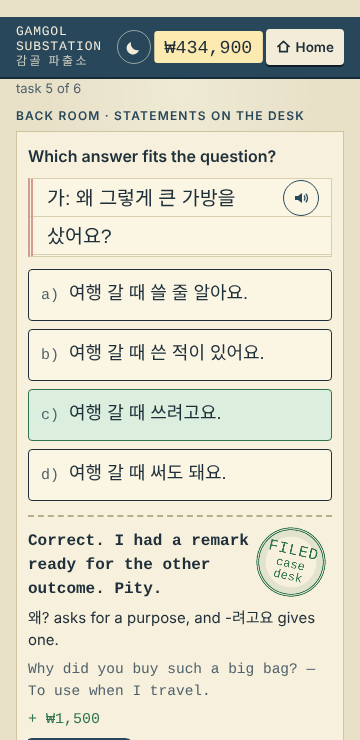 GAMGOL
SUBSTATION
감골 파출소
₩434,900
Home
task 5 of 6
BACK ROOM · STATEMENTS ON THE DESK
Which answer fits the question?
가: 왜 그렇게 큰 가방을
샀어요?
a) 여행 갈 때 쓸 줄 알아요.
b) 여행 갈 때 쓴 적이 있어요.
c) 여행 갈 때 쓰려고요.
d) 여행 갈 때 써도 돼요.
Correct. I had a remark
ready for the other
outcome. Pity.
FILED
case
desk
왜? asks for a purpose, and -려고요 gives
one.
Why did you buy such a big bag? —
To use when I travel.
+ ₩1,500